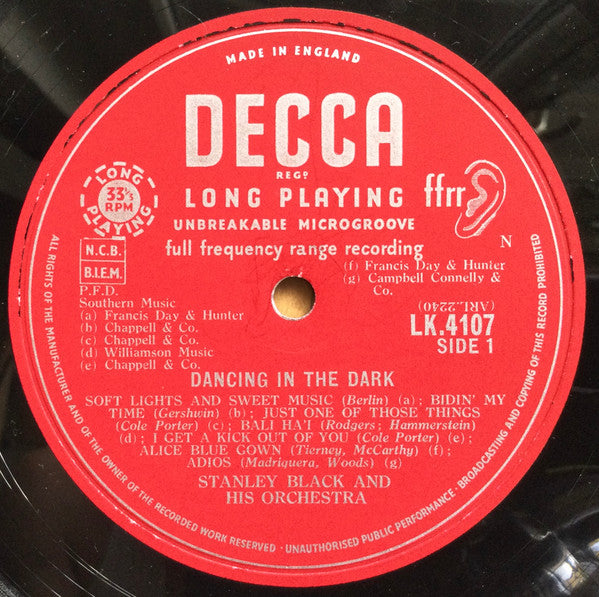 MADE IN ENGLAND
DECCA
REGD
LONG PLAYING
ffrr
UNBREAKABLE MICROGROOVE
full frequency range recording
LONG PLAYING
33⅓ RPM
N
N.C.B.
B.I.E.M.
P.F.D.
Southern Music
(a) Francis Day & Hunter
(b) Chappell & Co.
(c) Chappell & Co.
(d) Williamson Music
(e) Chappell & Co.
(f) Francis Day & Hunter
(g) Campbell Connelly &
Co.
(ARL.2240)
LK.4107
SIDE 1
DANCING IN THE DARK
SOFT LIGHTS AND SWEET MUSIC (Berlin) (a); BIDIN' MY
TIME (Gershwin) (b); JUST ONE OF THOSE THINGS
(Cole Porter) (c); BALI HA'I (Rodgers; Hammerstein)
(d); I GET A KICK OUT OF YOU (Cole Porter) (e);
ALICE BLUE GOWN (Tierney, McCarthy) (f);
ADIOS (Madriquera, Woods) (g)
STANLEY BLACK AND
HIS ORCHESTRA
ALL RIGHTS OF THE MANUFACTURER AND OF THE OWNER OF THE RECORDED WORK RESERVED · UNAUTHORISED PUBLIC PERFORMANCE · BROADCASTING AND COPYING OF THIS RECORD PROHIBITED